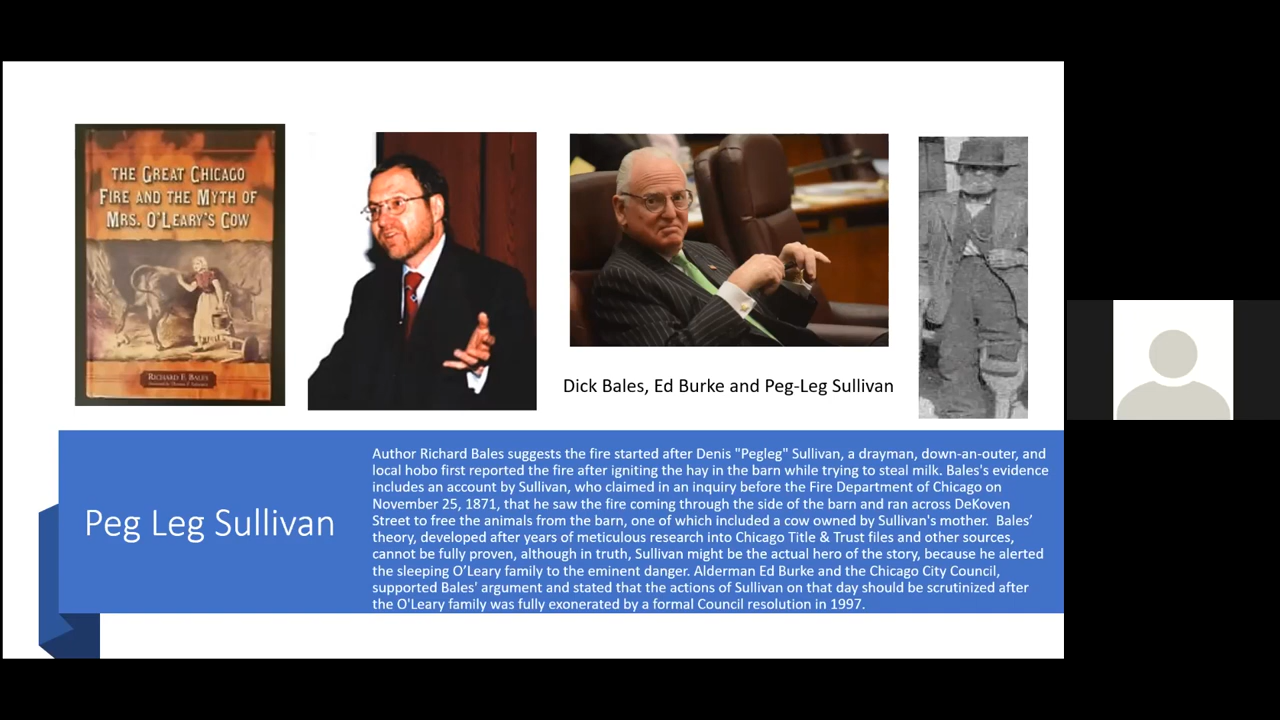 THE GREAT CHICAGO
FIRE AND THE MYTH OF
MRS. O'LEARY'S COW
RICHARD F. BALES
Dick Bales, Ed Burke and Peg-Leg Sullivan
Peg Leg Sullivan
Author Richard Bales suggests the fire started after Denis "Pegleg" Sullivan, a drayman, down-an-outer, and
local hobo first reported the fire after igniting the hay in the barn while trying to steal milk. Bales's evidence
includes an account by Sullivan, who claimed in an inquiry before the Fire Department of Chicago on
November 25, 1871, that he saw the fire coming through the side of the barn and ran across DeKoven
Street to free the animals from the barn, one of which included a cow owned by Sullivan's mother. Bales’
theory, developed after years of meticulous research into Chicago Title & Trust files and other sources,
cannot be fully proven, although in truth, Sullivan might be the actual hero of the story, because he alerted
the sleeping O’Leary family to the eminent danger. Alderman Ed Burke and the Chicago City Council,
supported Bales' argument and stated that the actions of Sullivan on that day should be scrutinized after
the O'Leary family was fully exonerated by a formal Council resolution in 1997.